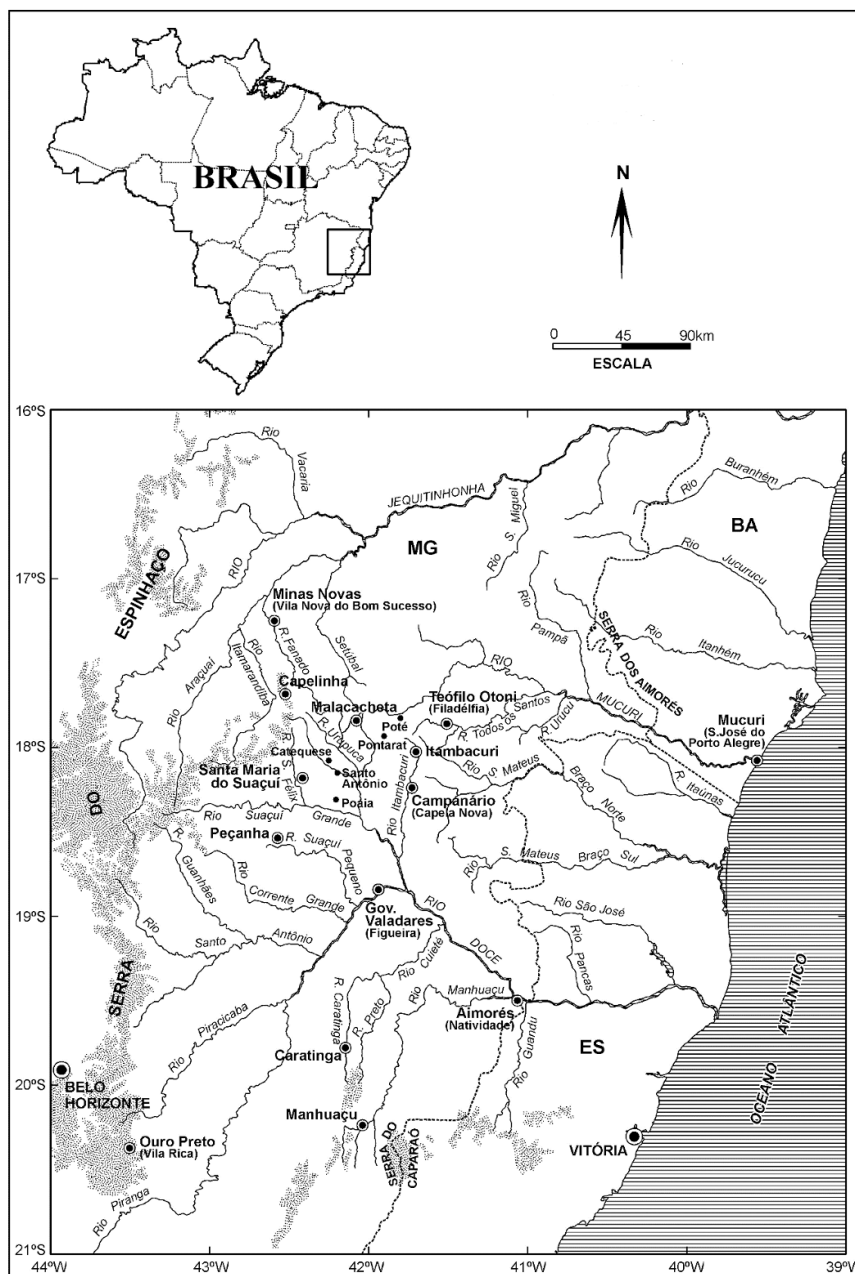 BRASIL
N
0 45 90km
ESCALA
16ºS
17ºS
18ºS
19ºS
20ºS
21ºS
44ºW
43ºW
42ºW
41ºW
40ºW
39ºW
Rio Vacaria
JEQUITINHONHA
RIO
MG
Rio S. Miguel
Rio Buranhém
BA
Rio Jucurucu
ESPINHAÇO
Minas Novas
(Vila Nova do Bom Sucesso)
R. Fanado
Setúbal
Rio Pampã
SERRA DOS AIMORÉS
Rio Itanhém
Rio Araçuaí
Rio Itamarandiba
Capelinha
Malacacheta
Poté
Pontarat
RIO MUCURI
Teófilo Otoni
(Filadélfia)
R. Todos os Santos
R. Urucu
Mucuri
(S.José do
Porto Alegre)
R. Urupuca
Catequese
Santo
Antônio
Poaia
Itambacuri
Rio Itambacuri
Campanário
(Capela Nova)
Rio S. Mateus
Braço Norte
R. Itaúnas
DO
Santa Maria
do Suaçuí
R. S. Félix
Rio Suaçuí Grande
Peçanha
R. Suaçuí Pequeno
R. Guanhães
Rio Corrente Grande
Rio S. Mateus Braço Sul
Rio Santo Antônio
Gov.
Valadares
(Figueira)
RIO DOCE
Rio São José
Rio Pancas
SERRA
Rio Piracicaba
R. Caratinga
R. Preto
Rio Cuieté
Rio Manhuaçu
Aimorés
(Natividade)
Rio Guandu
ES
Caratinga
BELO
HORIZONTE
Manhuaçu
Ouro Preto
(Vila Rica)
SERRA DO
CAPARAÓ
VITÓRIA
Rio Piranga
OCEANO ATLÂNTICO